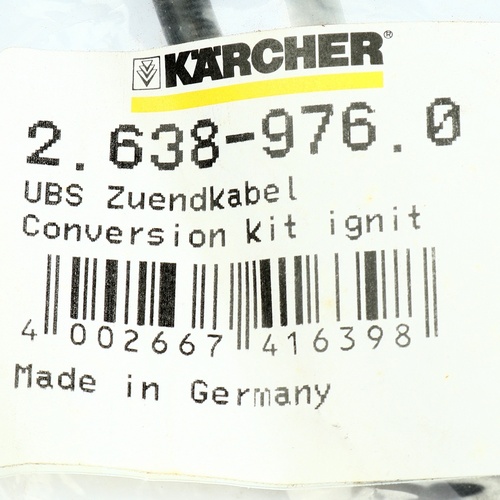 KÄRCHER®
2.638-976.0
UBS Zuendkabel
Conversion kit ignit
4 002667 416398
Made in Germany